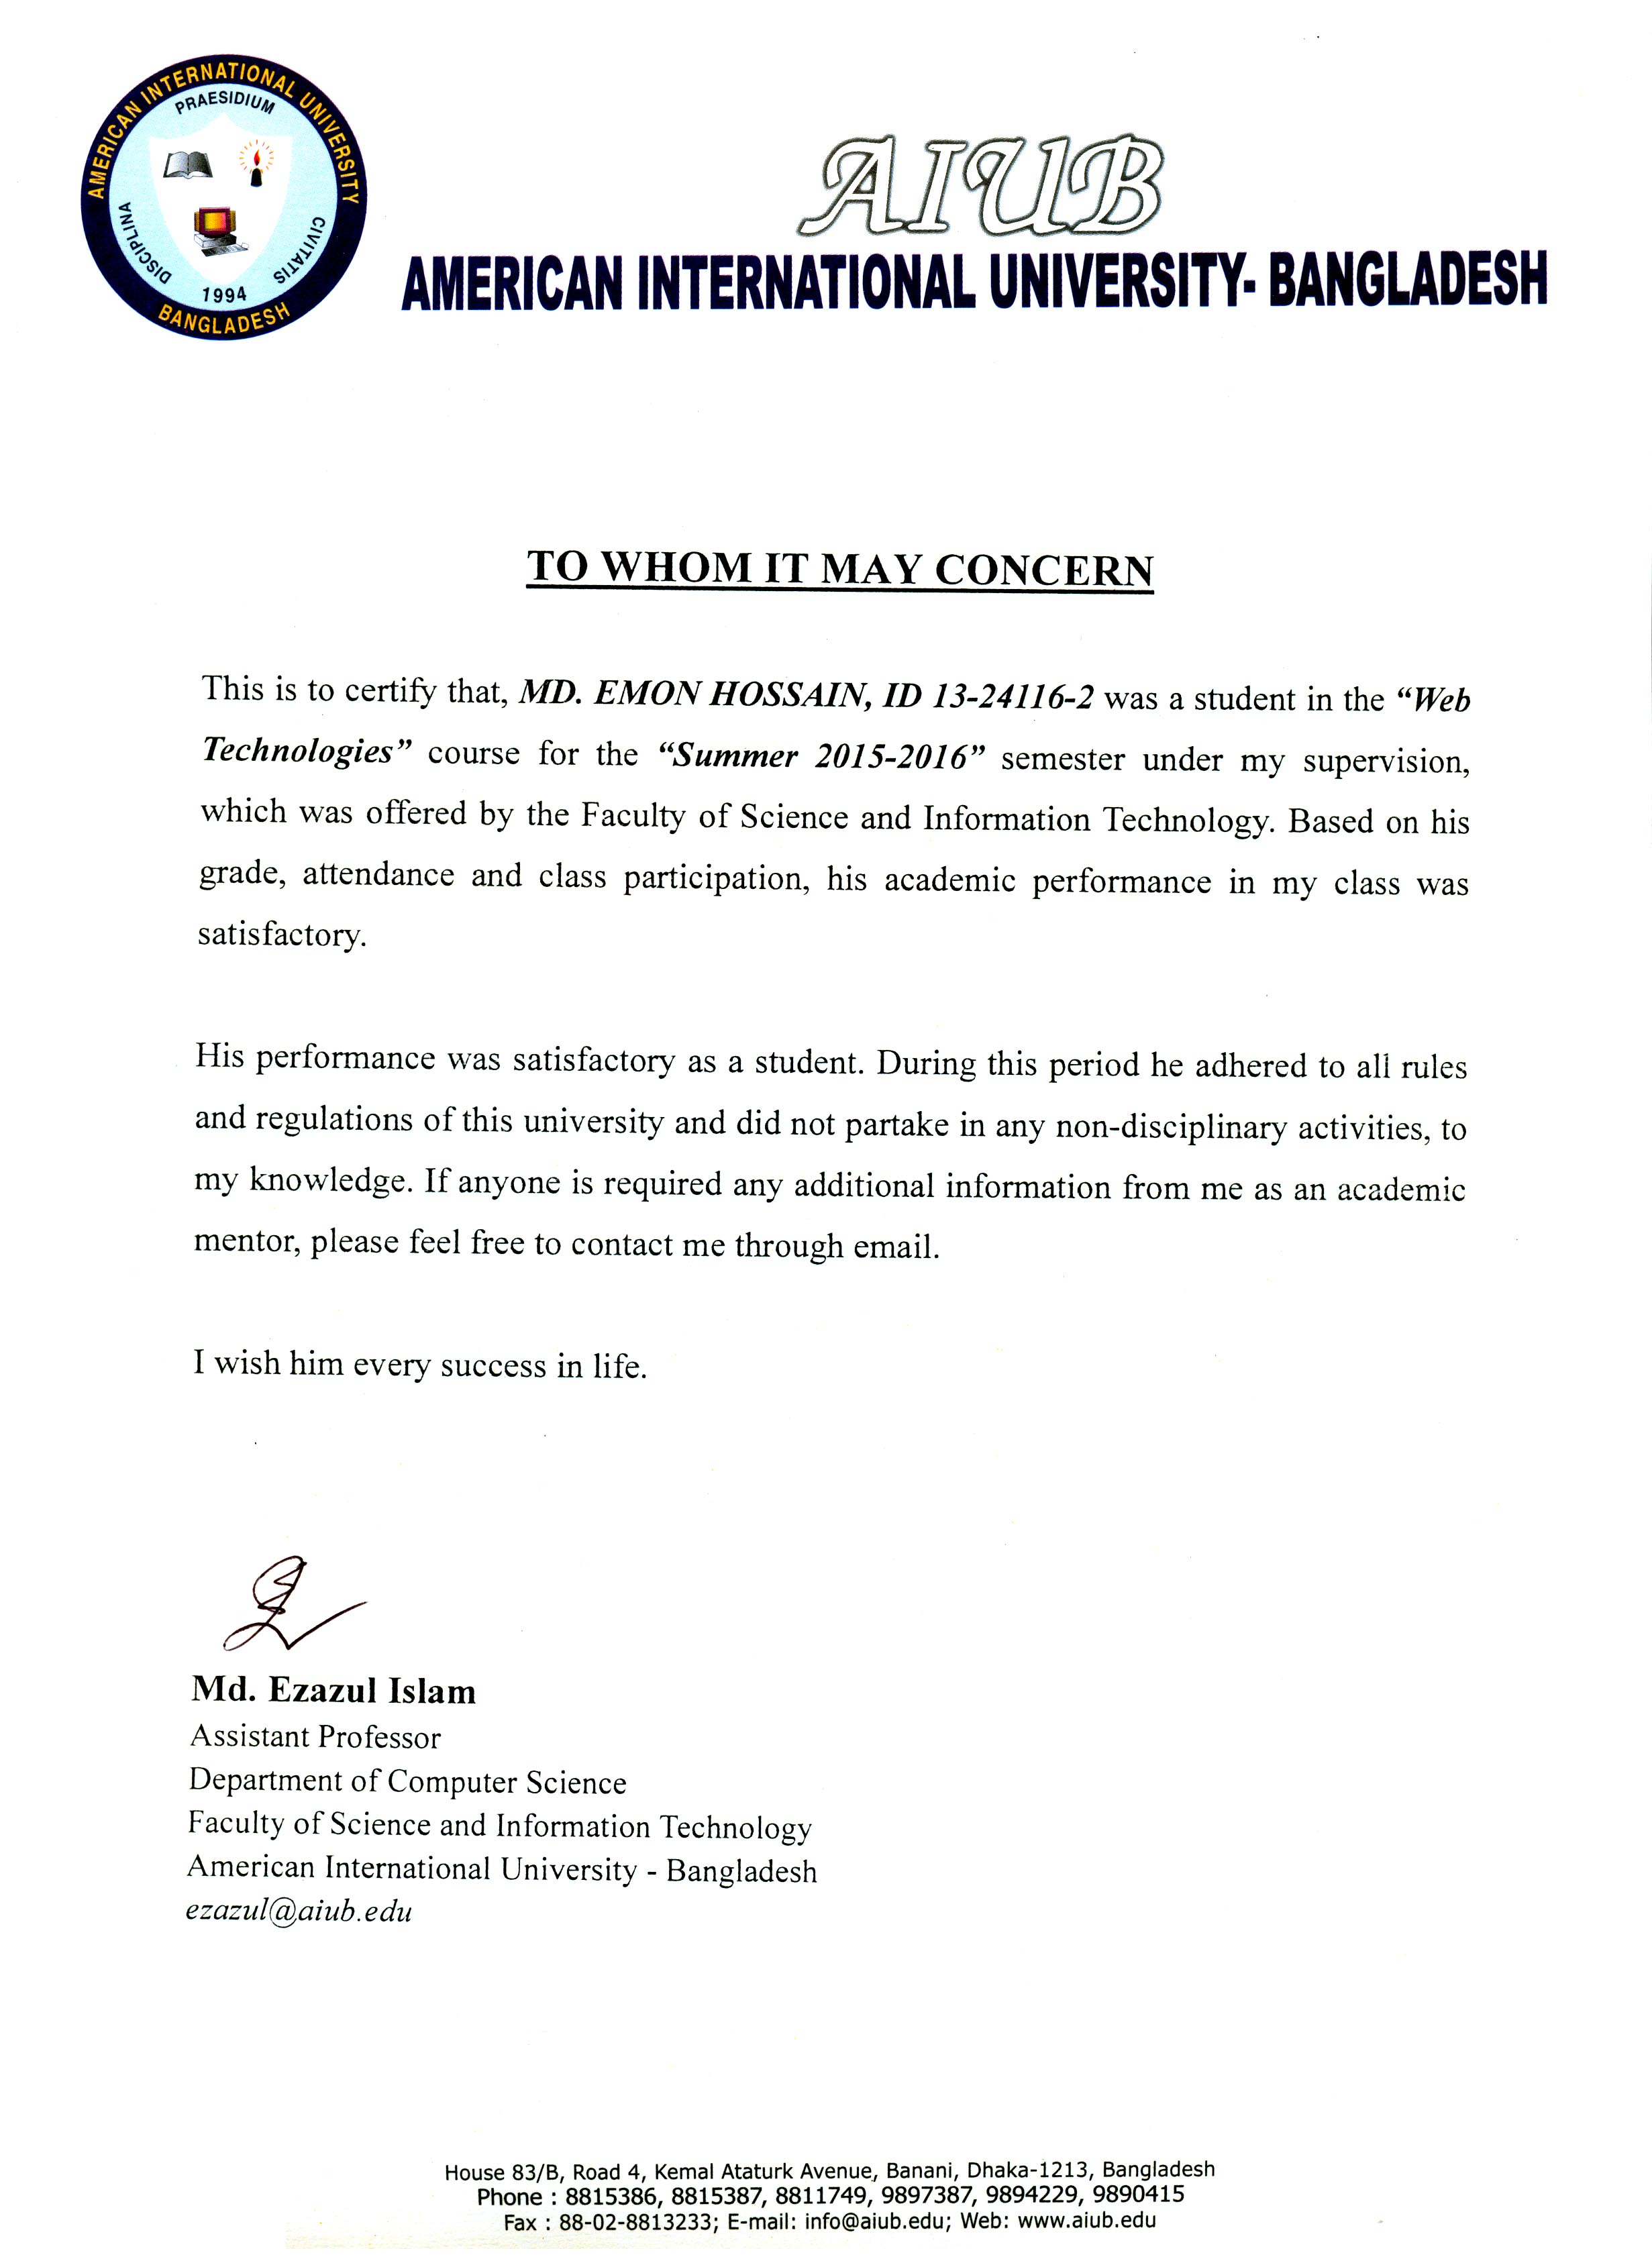 AMERICAN INTERNATIONAL UNIVERSITY
PRAESIDIUM
DISCIPLINA
CIVITATIS
1994
BANGLADESH
AIUB
AMERICAN INTERNATIONAL UNIVERSITY- BANGLADESH
TO WHOM IT MAY CONCERN
This is to certify that, MD. EMON HOSSAIN, ID 13-24116-2 was a student in the “Web
Technologies” course for the “Summer 2015-2016” semester under my supervision,
which was offered by the Faculty of Science and Information Technology. Based on his
grade, attendance and class participation, his academic performance in my class was
satisfactory.
His performance was satisfactory as a student. During this period he adhered to all rules
and regulations of this university and did not partake in any non-disciplinary activities, to
my knowledge. If anyone is required any additional information from me as an academic
mentor, please feel free to contact me through email.
I wish him every success in life.
Md. Ezazul Islam
Assistant Professor
Department of Computer Science
Faculty of Science and Information Technology
American International University - Bangladesh
ezazul@aiub.edu
House 83/B, Road 4, Kemal Ataturk Avenue, Banani, Dhaka-1213, Bangladesh
Phone : 8815386, 8815387, 8811749, 9897387, 9894229, 9890415
Fax : 88-02-8813233; E-mail: info@aiub.edu; Web: www.aiub.edu